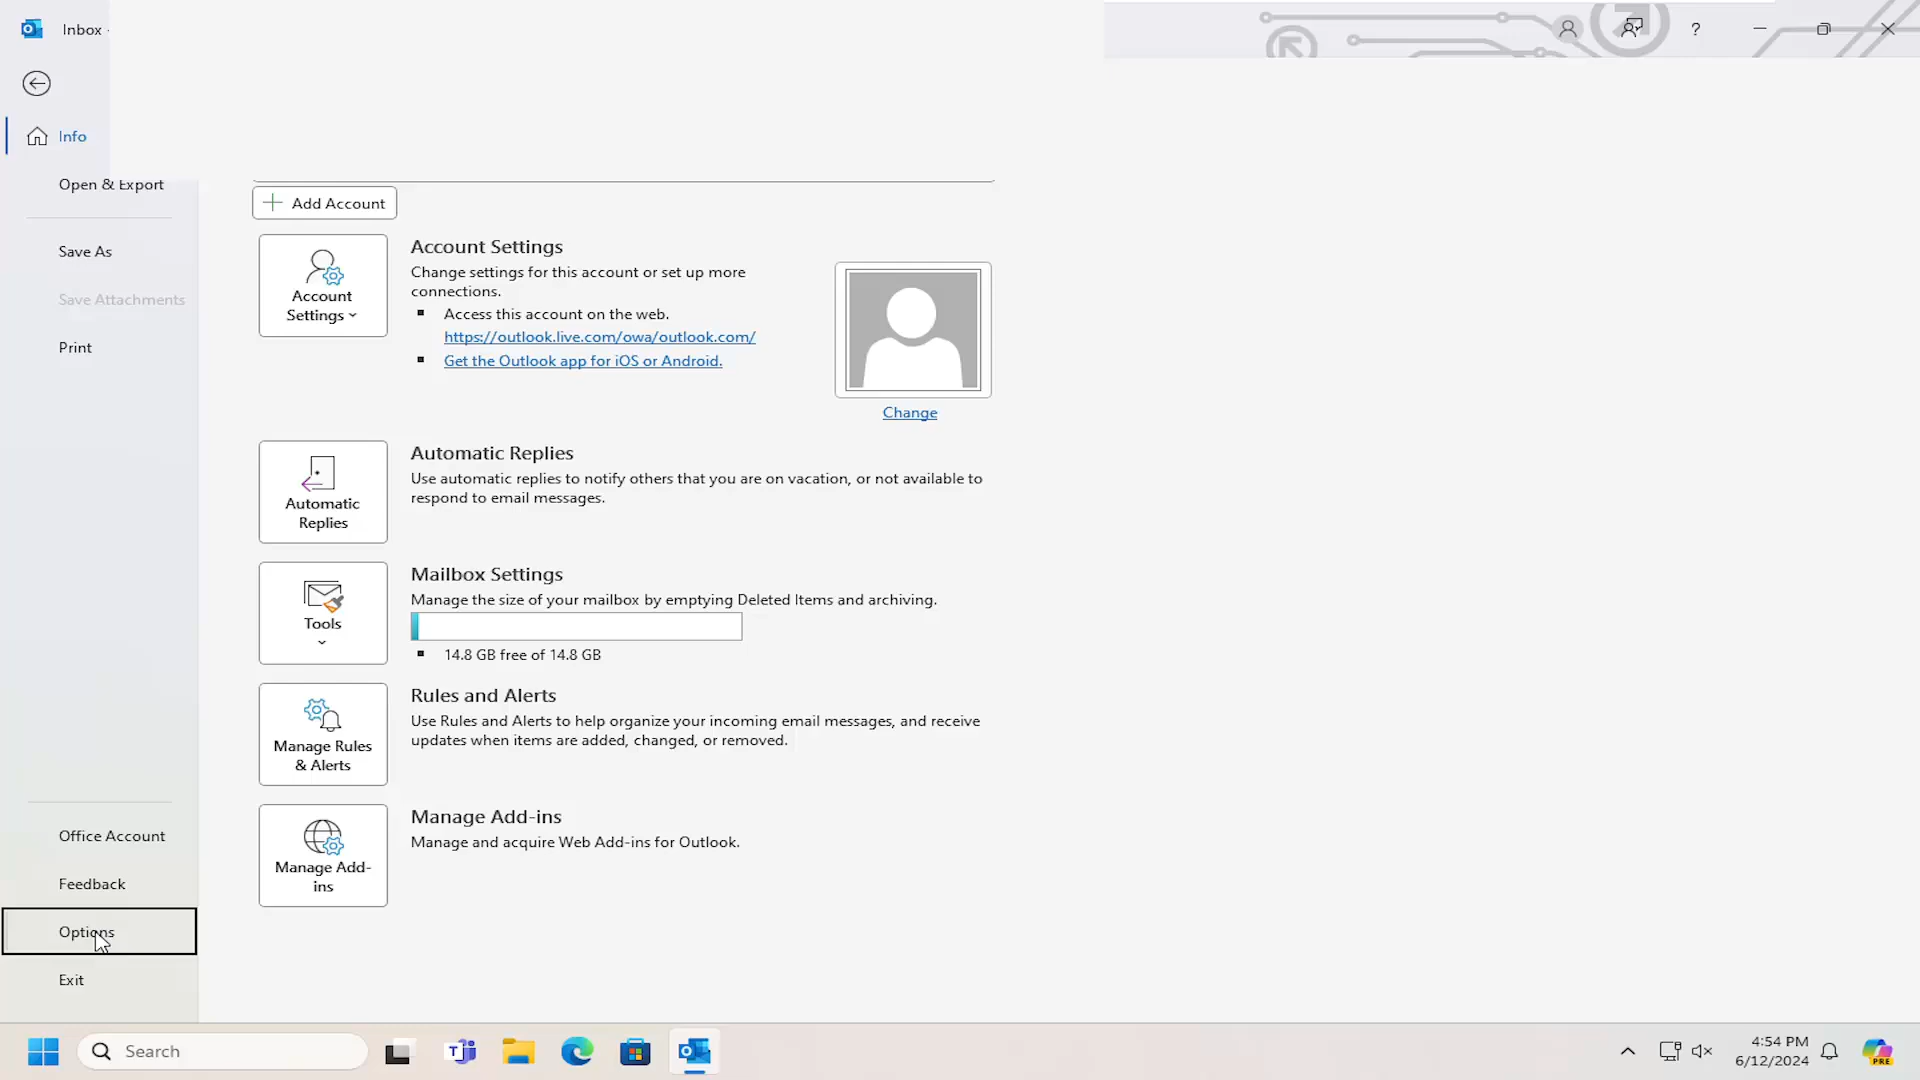 Inbox -
?
Info
Open & Export
Add Account
Save As
Save Attachments
Print
Account
Settings
Account Settings
Change settings for this account or set up more
connections.
Access this account on the web.
https://outlook.live.com/owa/outlook.com/
Get the Outlook app for iOS or Android.
Change
Automatic
Replies
Automatic Replies
Use automatic replies to notify others that you are on vacation, or not available to
respond to email messages.
Tools
Mailbox Settings
Manage the size of your mailbox by emptying Deleted Items and archiving.
14.8 GB free of 14.8 GB
Manage Rules
& Alerts
Rules and Alerts
Use Rules and Alerts to help organize your incoming email messages, and receive
updates when items are added, changed, or removed.
Manage Add-
ins
Manage Add-ins
Manage and acquire Web Add-ins for Outlook.
Office Account
Feedback
Options
Exit
Search
4:54 PM
6/12/2024
PRE